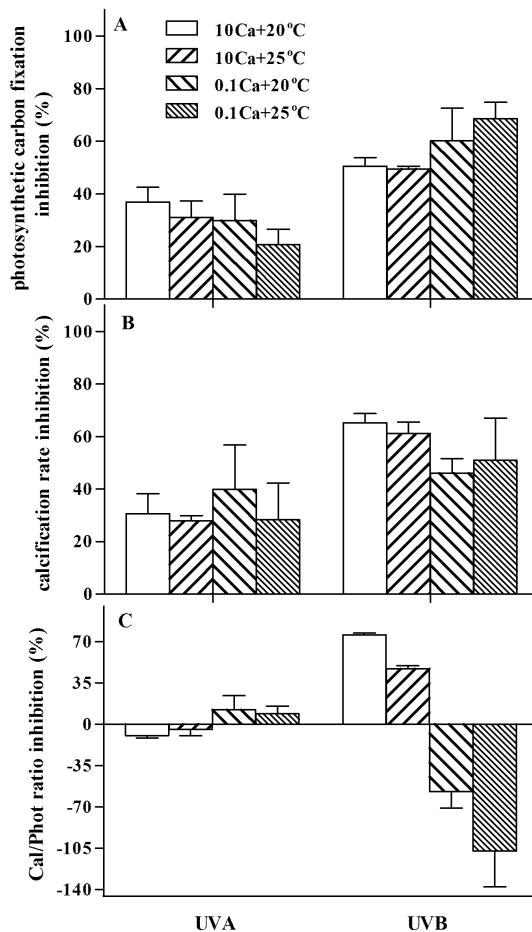 A
10Ca+20°C
10Ca+25°C
0.1Ca+20°C
0.1Ca+25°C
photosynthetic carbon fixation
inhibition (%)
100
80
60
40
20
0
B
calcification rate inhibition (%)
100
80
60
40
20
0
C
Cal/Phot ratio inhibition (%)
70
35
0
-35
-70
-105
-140
UVA UVB